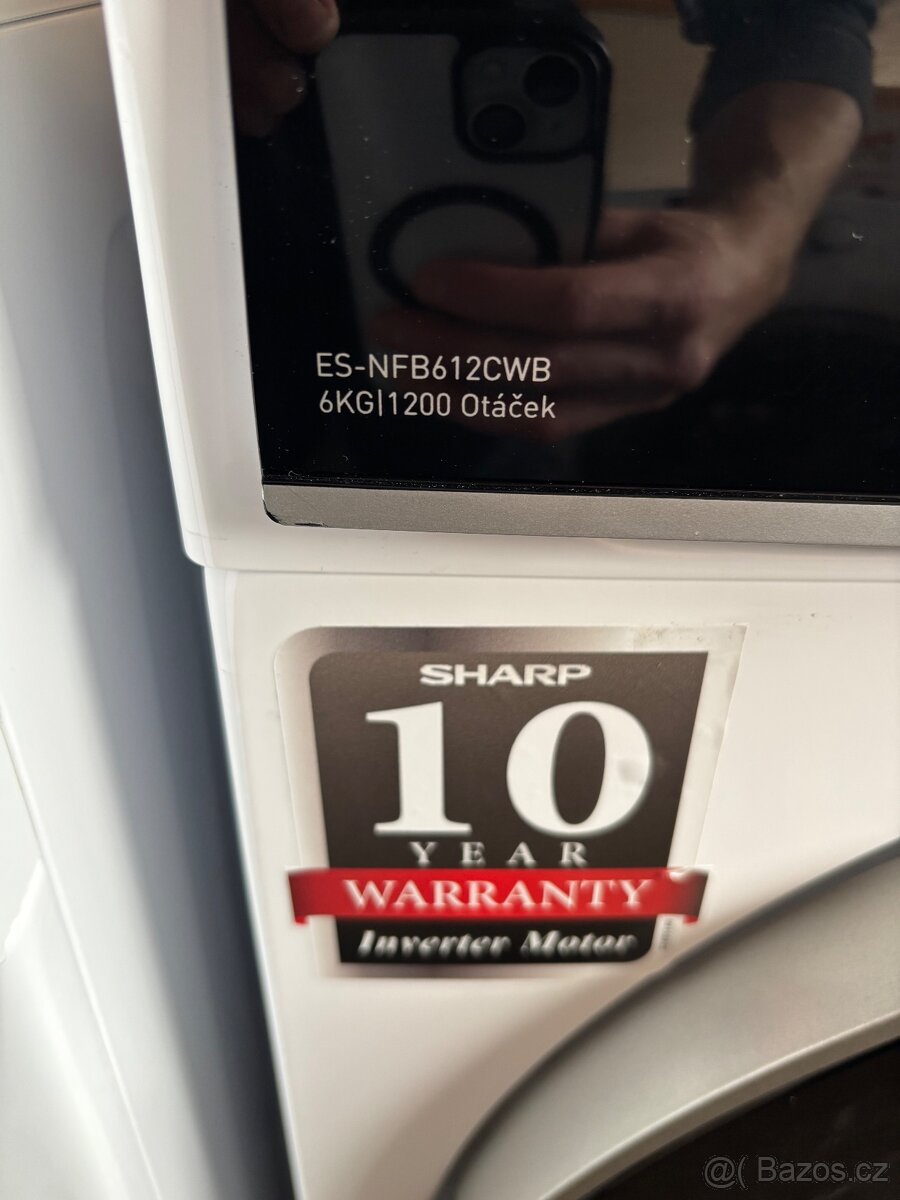 ES-NFB612CWB
6KG|1200 Otáček
SHARP
10
YEAR
WARRANTY
Inverter Motor
@( Bazos.cz